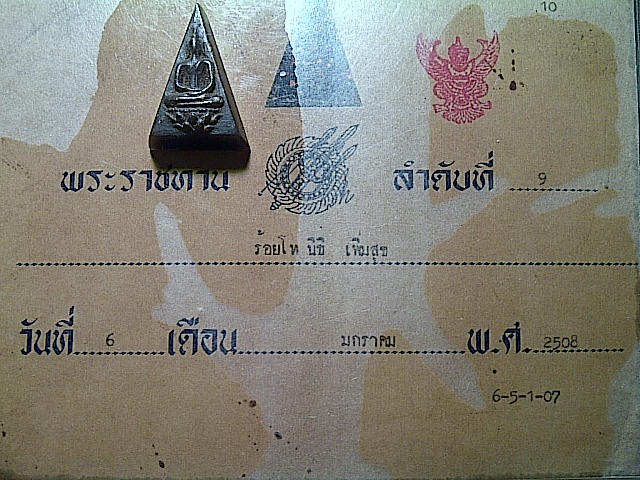 10
พระราชทาน ลำดับที่ 9
ร้อยโท นิธิ เพิ่มสุข
วันที่ 6 เดือน มกราคม พ.ศ. 2508
6-5-1-07